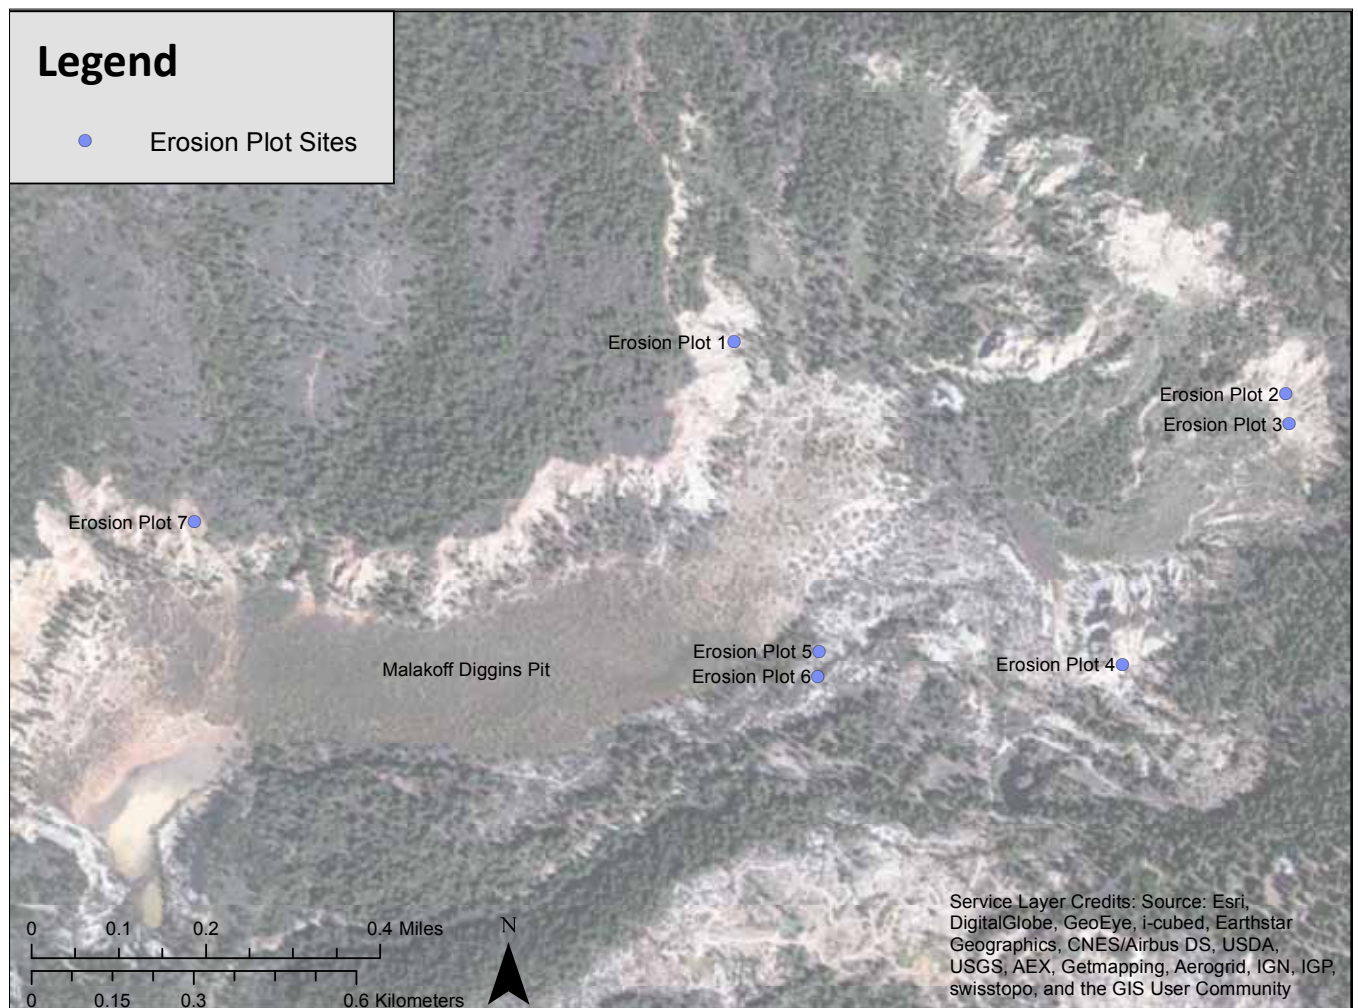 Legend
Erosion Plot Sites
Erosion Plot 1
Erosion Plot 2
Erosion Plot 3
Erosion Plot 7
Erosion Plot 5
Erosion Plot 6
Erosion Plot 4
Malakoff Diggins Pit
0 0.1 0.2 0.4 Miles
0 0.15 0.3 0.6 Kilometers
N
Service Layer Credits: Source: Esri,
DigitalGlobe, GeoEye, i-cubed, Earthstar
Geographics, CNES/Airbus DS, USDA,
USGS, AEX, Getmapping, Aerogrid, IGN, IGP,
swisstopo, and the GIS User Community